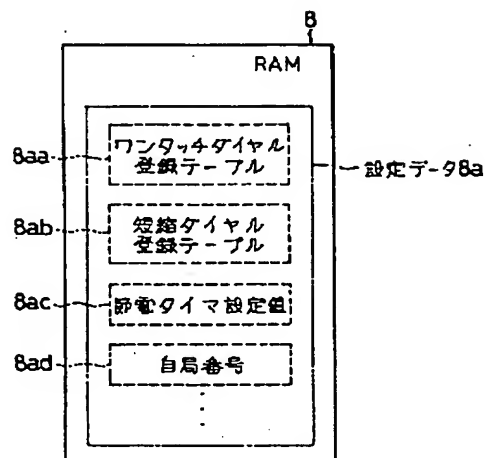 8
RAM
8aa
ワンタッチダイヤル
登録テーブル
設定データ8a
8ab
短縮ダイヤル
登録テーブル
8ac
節電タイマ設定値
8ad
自局番号